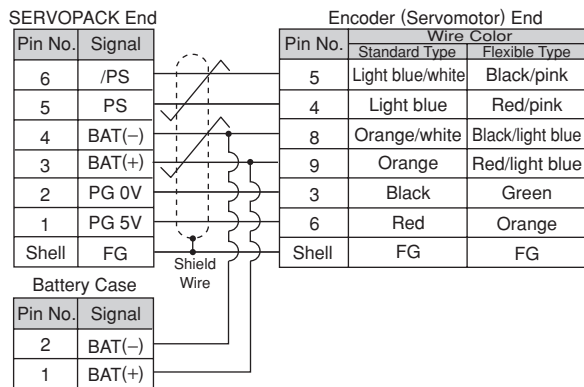 SERVOPACK End
Encoder (Servomotor) End
Pin No. Signal
Pin No. Wire Color
Standard Type Flexible Type
6 /PS 5 Light blue/white Black/pink
5 PS 4 Light blue Red/pink
4 BAT(−) 8 Orange/white Black/light blue
3 BAT(+) 9 Orange Red/light blue
2 PG 0V 3 Black Green
1 PG 5V 6 Red Orange
Shell FG Shell FG FG
Shield
Wire
Battery Case
Pin No. Signal
2 BAT(−)
1 BAT(+)